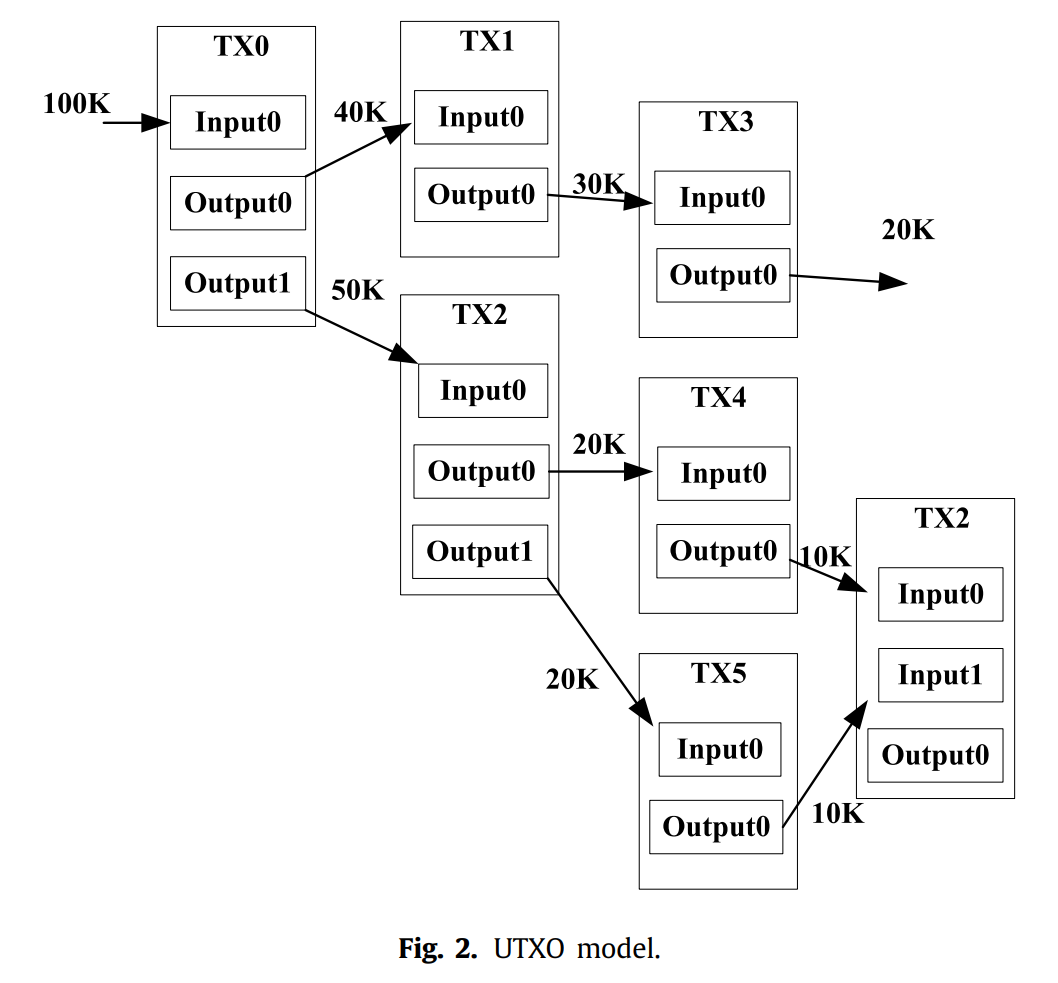 TX0
100K
Input0
Output0
Output1
40K
50K
TX1
Input0
Output0
30K
TX3
Input0
Output0
20K
TX2
Input0
Output0
Output1
20K
20K
TX4
Input0
Output0
10K
TX5
Input0
Output0
10K
TX2
Input0
Input1
Output0
Fig. 2. UTXO model.